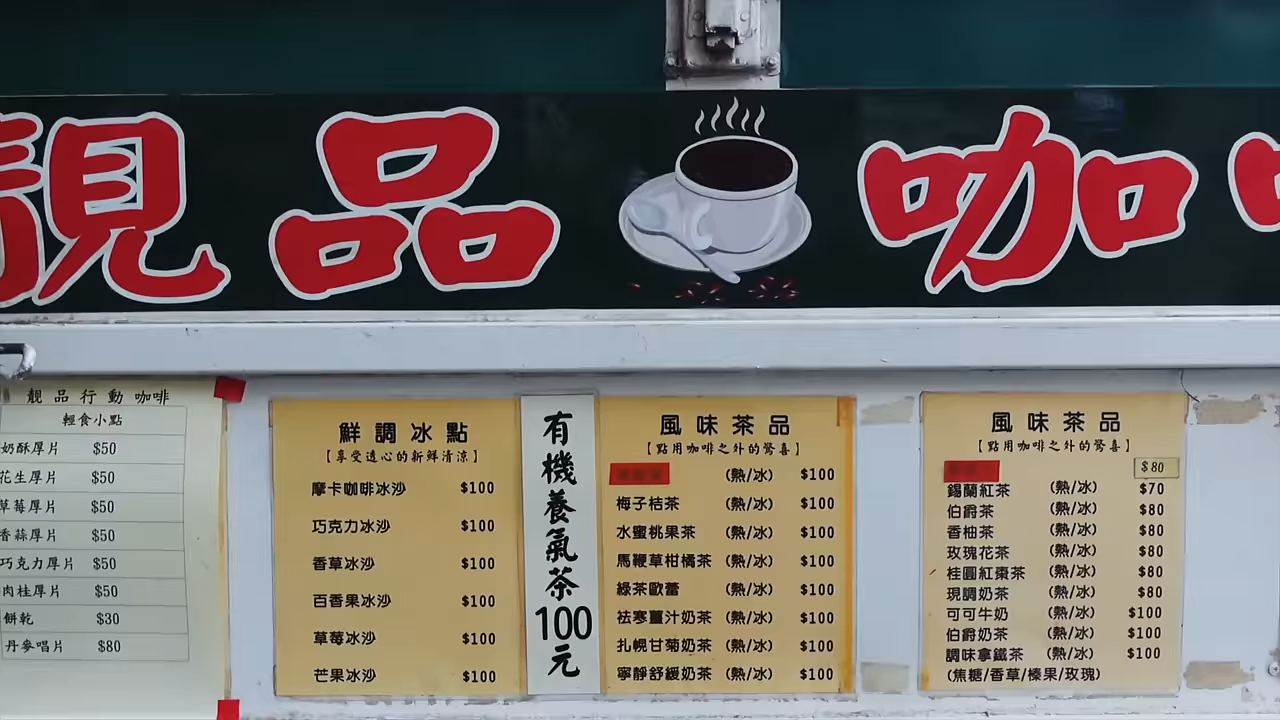 靚品 咖
靚品行動咖啡
輕食小點
奶酥厚片 $50
花生厚片 $50
草莓厚片 $50
香蒜厚片 $50
巧克力厚片 $50
肉桂厚片 $50
餅乾 $30
丹麥唱片 $80
鮮調冰點
【享受透心的新鮮清涼】
摩卡咖啡冰沙 $100
巧克力冰沙 $100
香草冰沙 $100
百香果冰沙 $100
草莓冰沙 $100
芒果冰沙 $100
有機養氣茶100元
風味茶品
【點用咖啡之外的驚喜】
(熱/冰) $100
梅子桔茶 (熱/冰) $100
水蜜桃果茶 (熱/冰) $100
馬鞭草柑橘茶 (熱/冰) $100
綠茶歐蕾 (熱/冰) $100
袪寒薑汁奶茶 (熱/冰) $100
扎幌甘菊奶茶 (熱/冰) $100
寧靜舒緩奶茶 (熱/冰) $100
風味茶品
【點用咖啡之外的驚喜】
$80
錫蘭紅茶 (熱/冰) $70
伯爵茶 (熱/冰) $80
香柚茶 (熱/冰) $80
玫瑰花茶 (熱/冰) $80
桂圓紅棗茶 (熱/冰) $80
現調奶茶 (熱/冰) $80
可可牛奶 (熱/冰) $100
伯爵奶茶 (熱/冰) $100
調味拿鐵茶 (熱/冰) $100
(焦糖/香草/榛果/玫瑰)